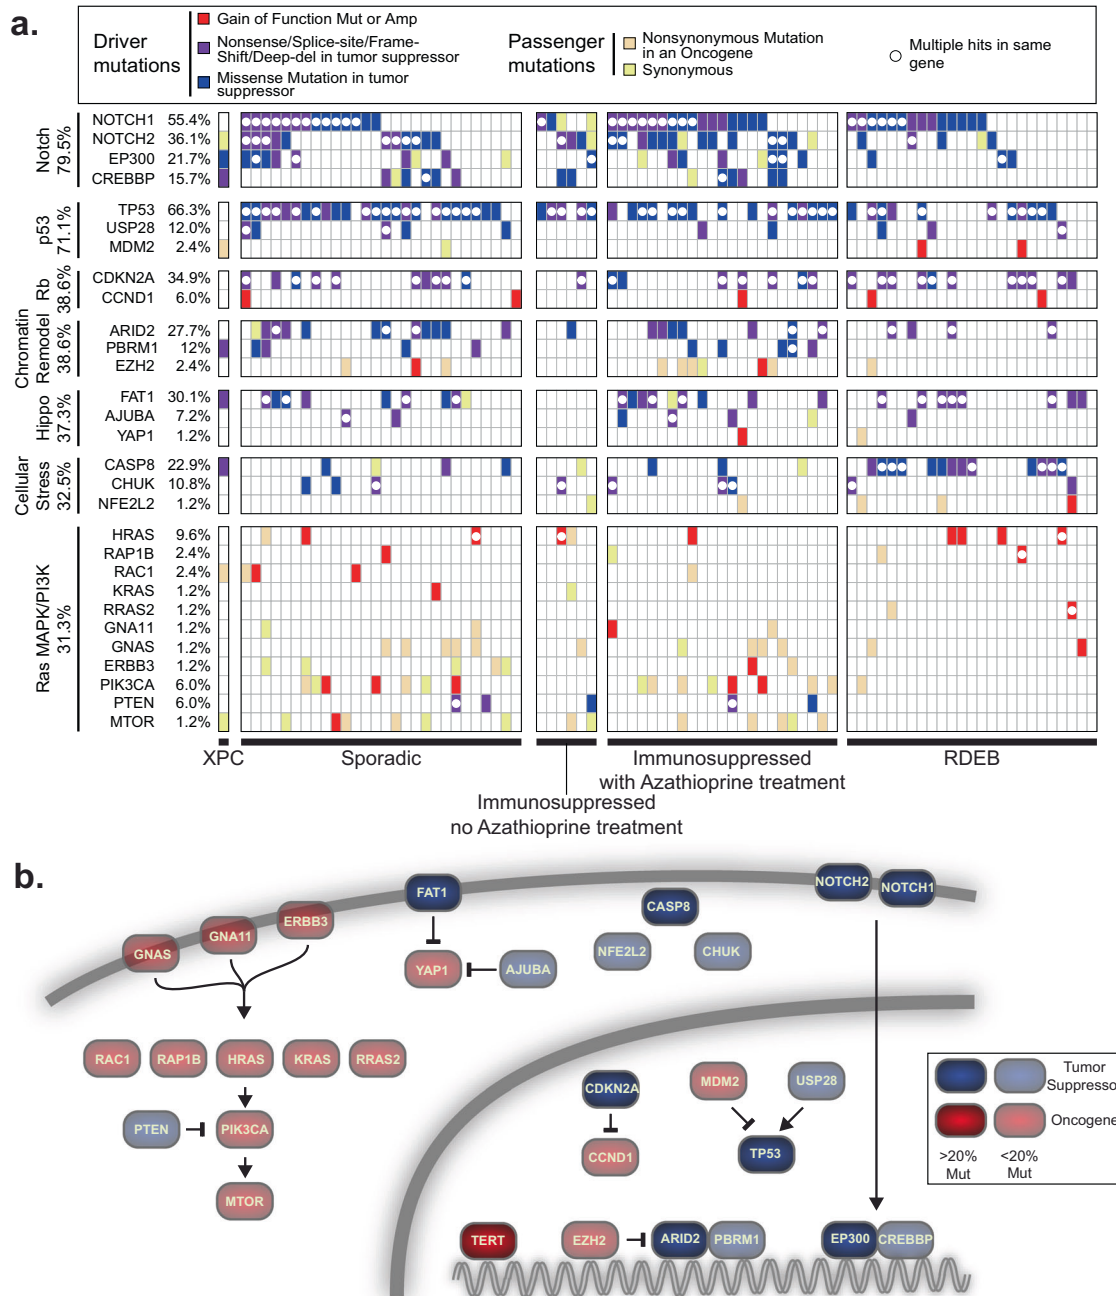 a.
Driver
mutations
Gain of Function Mut or Amp
Nonsense/Splice-site/Frame-
Shift/Deep-del in tumor suppressor
Missense Mutation in tumor
suppressor
Passenger
mutations
Nonsynonymous Mutation
in an Oncogene
Synonymous
Multiple hits in same
gene
Notch
79.5%
NOTCH1 55.4%
NOTCH2 36.1%
EP300 21.7%
CREBBP 15.7%
p53
71.1%
TP53 66.3%
USP28 12.0%
MDM2 2.4%
Rb
38.6%
CDKN2A 34.9%
CCND1 6.0%
Chromatin
Remodel
38.6%
ARID2 27.7%
PBRM1 12%
EZH2 2.4%
Hippo
37.3%
FAT1 30.1%
AJUBA 7.2%
YAP1 1.2%
Cellular
Stress
32.5%
CASP8 22.9%
CHUK 10.8%
NFE2L2 1.2%
Ras MAPK/PI3K
31.3%
HRAS 9.6%
RAP1B 2.4%
RAC1 2.4%
KRAS 1.2%
RRAS2 1.2%
GNA11 1.2%
GNAS 1.2%
ERBB3 1.2%
PIK3CA 6.0%
PTEN 6.0%
MTOR 1.2%
XPC
Sporadic
Immunosuppressed
no Azathioprine treatment
Immunosuppressed
with Azathioprine treatment
RDEB
b.
FAT1
NOTCH2
NOTCH1
CASP8
ERBB3
GNA11
GNAS
YAP1
AJUBA
NFE2L2
CHUK
RAC1
RAP1B
HRAS
KRAS
RRAS2
PTEN
PIK3CA
MTOR
CDKN2A
CCND1
MDM2
USP28
TP53
TERT
EZH2
ARID2
PBRM1
EP300
CREBBP
Tumor
Suppresso
Oncogene
>20%
Mut
<20%
Mut